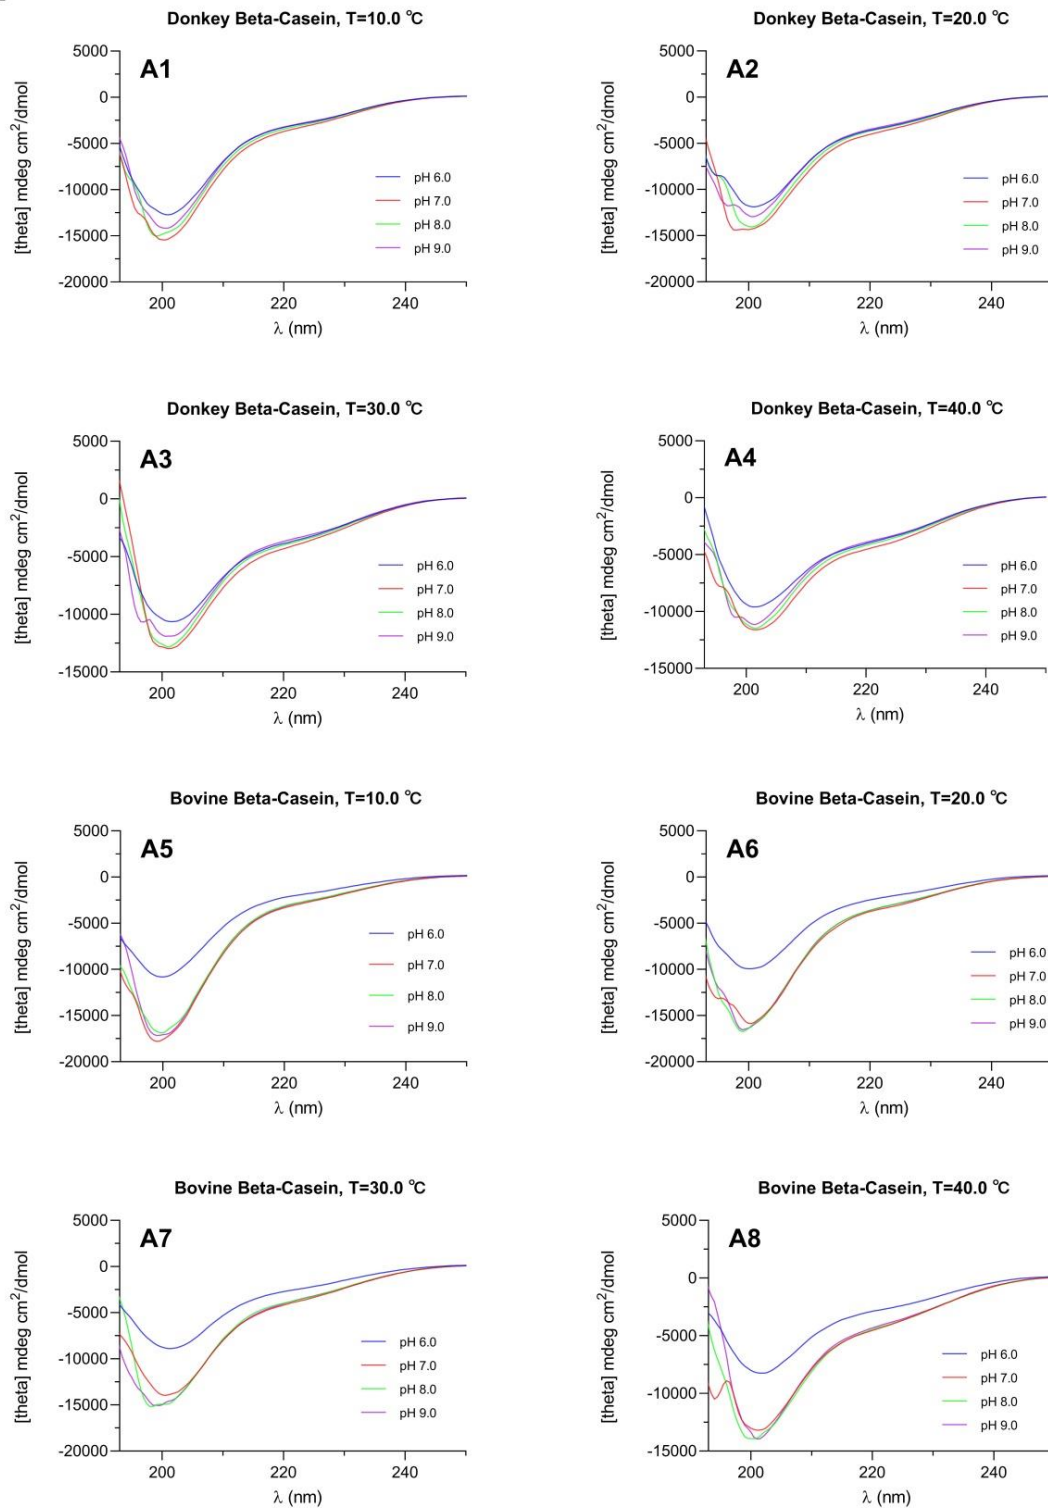 Donkey Beta-Casein, T=10.0 ℃
A1
[theta] mdeg cm²/dmol
5000
0
-5000
-10000
-15000
-20000
pH 6.0
pH 7.0
pH 8.0
pH 9.0
200
220
240
λ (nm)
Donkey Beta-Casein, T=20.0 ℃
A2
[theta] mdeg cm²/dmol
5000
0
-5000
-10000
-15000
-20000
pH 6.0
pH 7.0
pH 8.0
pH 9.0
200
220
240
λ (nm)
Donkey Beta-Casein, T=30.0 ℃
A3
[theta] mdeg cm²/dmol
5000
0
-5000
-10000
-15000
pH 6.0
pH 7.0
pH 8.0
pH 9.0
200
220
240
λ (nm)
Donkey Beta-Casein, T=40.0 ℃
A4
[theta] mdeg cm²/dmol
5000
0
-5000
-10000
-15000
pH 6.0
pH 7.0
pH 8.0
pH 9.0
200
220
240
λ (nm)
Bovine Beta-Casein, T=10.0 ℃
A5
[theta] mdeg cm²/dmol
5000
0
-5000
-10000
-15000
-20000
pH 6.0
pH 7.0
pH 8.0
pH 9.0
200
220
240
λ (nm)
Bovine Beta-Casein, T=20.0 ℃
A6
[theta] mdeg cm²/dmol
5000
0
-5000
-10000
-15000
-20000
pH 6.0
pH 7.0
pH 8.0
pH 9.0
200
220
240
λ (nm)
Bovine Beta-Casein, T=30.0 ℃
A7
[theta] mdeg cm²/dmol
5000
0
-5000
-10000
-15000
-20000
pH 6.0
pH 7.0
pH 8.0
pH 9.0
200
220
240
λ (nm)
Bovine Beta-Casein, T=40.0 ℃
A8
[theta] mdeg cm²/dmol
5000
0
-5000
-10000
-15000
pH 6.0
pH 7.0
pH 8.0
pH 9.0
200
220
240
λ (nm)